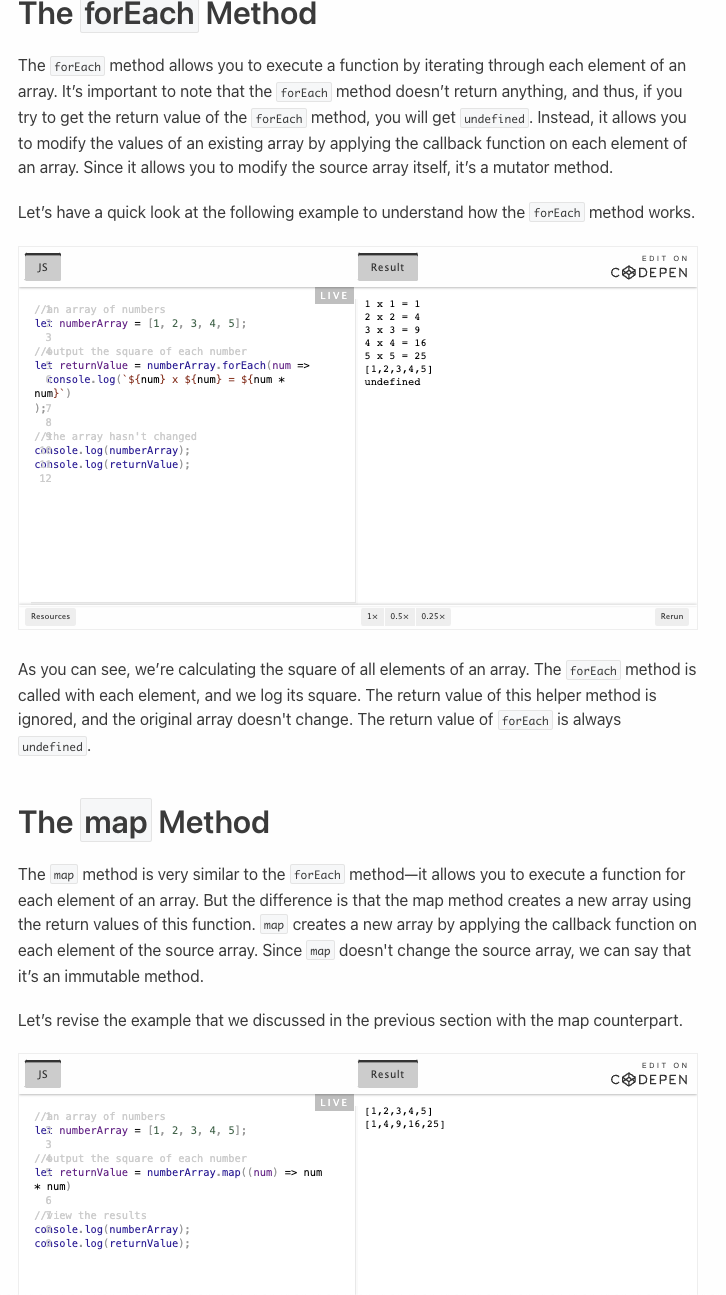 The forEach Method
The forEach method allows you to execute a function by iterating through each element of an
array. It’s important to note that the forEach method doesn’t return anything, and thus, if you
try to get the return value of the forEach method, you will get undefined. Instead, it allows you
to modify the values of an existing array by applying the callback function on each element of
an array. Since it allows you to modify the source array itself, it’s a mutator method.
Let’s have a quick look at the following example to understand how the forEach method works.
JS
Result
EDIT ON
CODEPEN
LIVE
//an array of numbers
let numberArray = [1, 2, 3, 4, 5];
3
//output the square of each number
let returnValue = numberArray.forEach(num =>
console.log(`${num} x ${num} = ${num *
num}`)
);7
8
//the array hasn't changed
console.log(numberArray);
console.log(returnValue);
12
1 x 1 = 1
2 x 2 = 4
3 x 3 = 9
4 x 4 = 16
5 x 5 = 25
[1,2,3,4,5]
undefined
Resources
1× 0.5× 0.25×
Rerun
As you can see, we’re calculating the square of all elements of an array. The forEach method is
called with each element, and we log its square. The return value of this helper method is
ignored, and the original array doesn't change. The return value of forEach is always
undefined.
The map Method
The map method is very similar to the forEach method—it allows you to execute a function for
each element of an array. But the difference is that the map method creates a new array using
the return values of this function. map creates a new array by applying the callback function on
each element of the source array. Since map doesn't change the source array, we can say that
it’s an immutable method.
Let’s revise the example that we discussed in the previous section with the map counterpart.
JS
Result
EDIT ON
CODEPEN
LIVE
//an array of numbers
let numberArray = [1, 2, 3, 4, 5];
3
//output the square of each number
let returnValue = numberArray.map((num) => num
* num)
6
//view the results
console.log(numberArray);
console.log(returnValue);
[1,2,3,4,5]
[1,4,9,16,25]